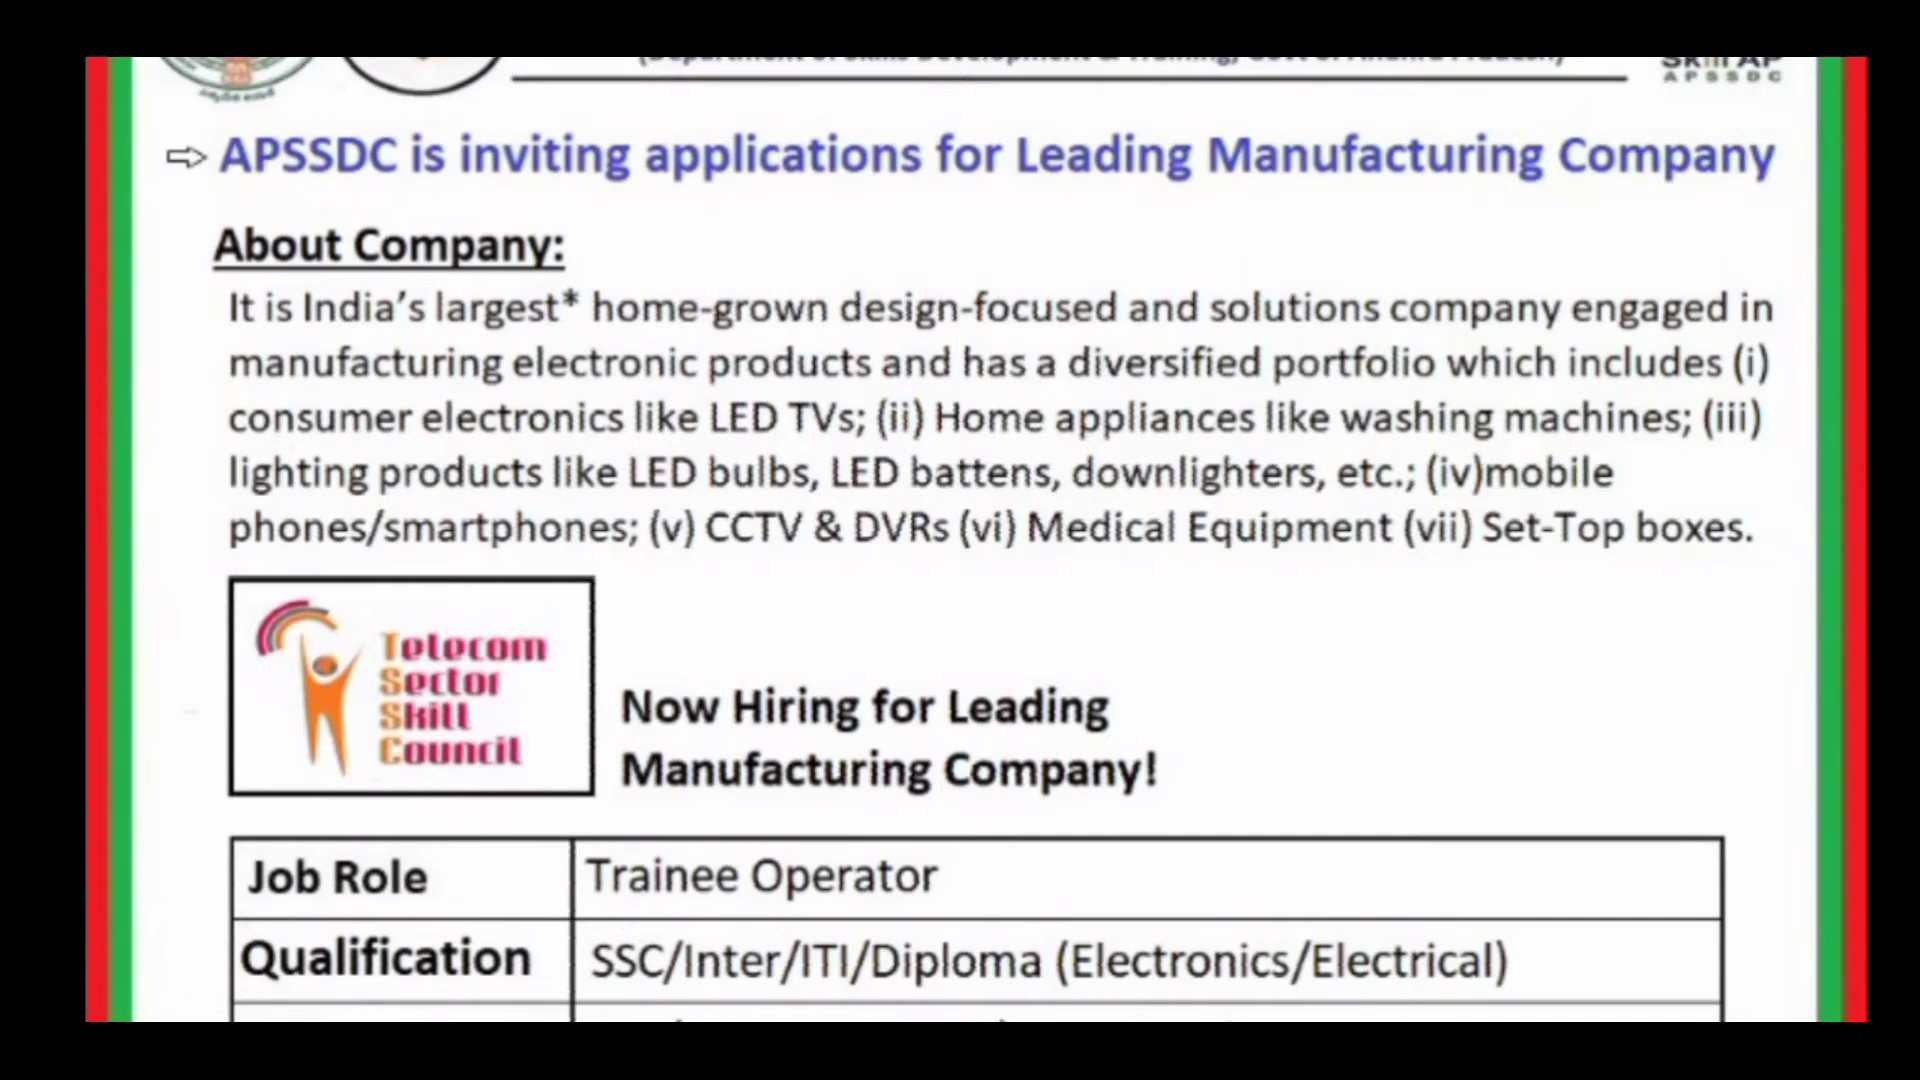 SkillAP
APSSDC
⇨ APSSDC is inviting applications for Leading Manufacturing Company
About Company:
It is India's largest* home-grown design-focused and solutions company engaged in
manufacturing electronic products and has a diversified portfolio which includes (i)
consumer electronics like LED TVs; (ii) Home appliances like washing machines; (iii)
lighting products like LED bulbs, LED battens, downlighters, etc.; (iv)mobile
phones/smartphones; (v) CCTV & DVRs (vi) Medical Equipment (vii) Set-Top boxes.
Telecom
Sector
Skill
Council
Now Hiring for Leading
Manufacturing Company!
Job Role Trainee Operator
Qualification SSC/Inter/ITI/Diploma (Electronics/Electrical)